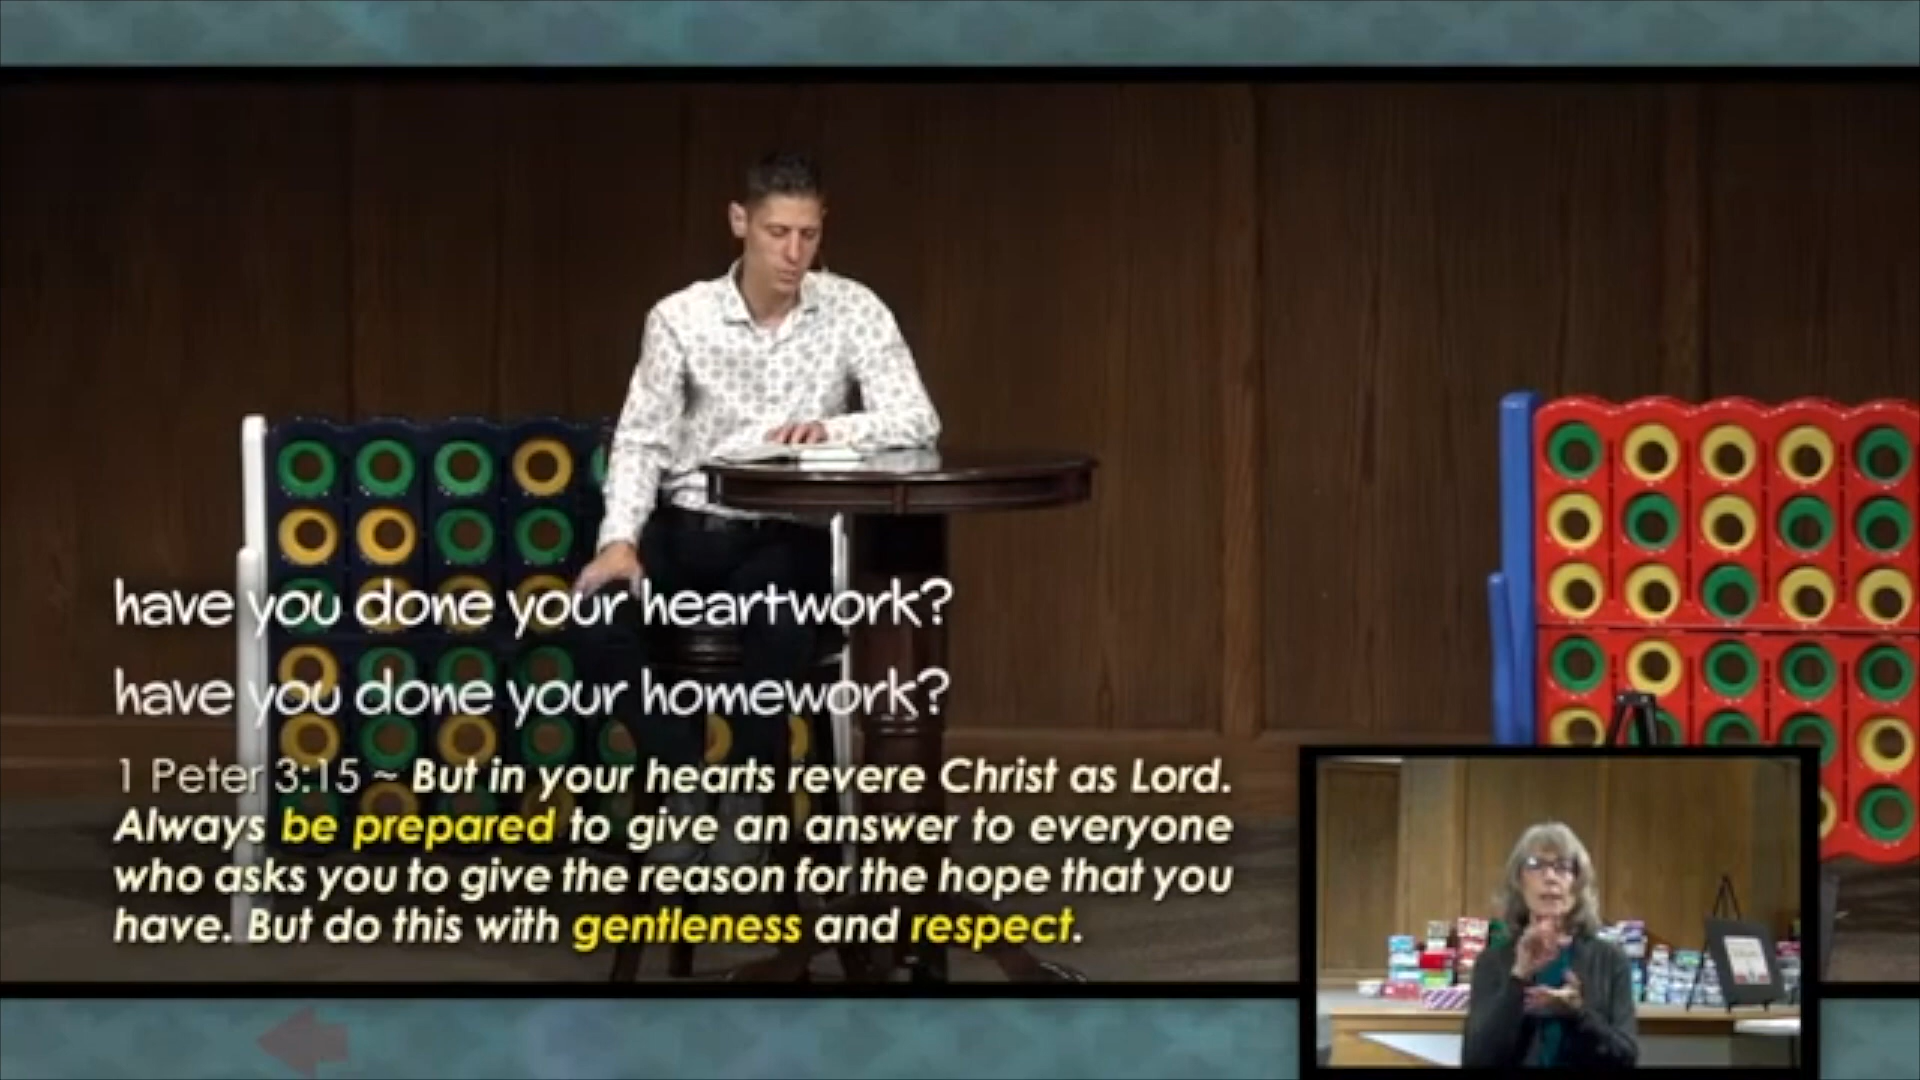 have you done your heartwork?
have you done your homework?
1 Peter 3:15 ~ But in your hearts revere Christ as Lord.
Always be prepared to give an answer to everyone
who asks you to give the reason for the hope that you
have. But do this with gentleness and respect.